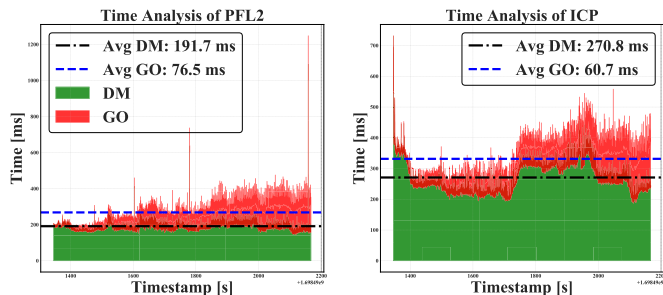 Time Analysis of PFL2
Avg DM: 191.7 ms
Avg GO: 76.5 ms
DM
GO
Time [ms]
1200
1000
800
600
400
200
0
1400
1600
1800
2000
2200
+1.69849e9
Timestamp [s]
Time Analysis of ICP
Avg DM: 270.8 ms
Avg GO: 60.7 ms
Time [ms]
700
600
500
400
300
200
100
0
1400
1600
1800
2000
2200
+1.69849e9
Timestamp [s]